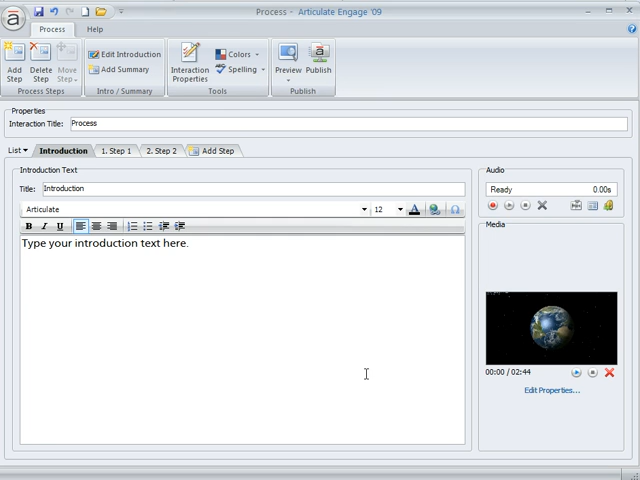 Process - Articulate Engage '09
Process
Help
Add Step
Delete Step
Move Step
Process Steps
Edit Introduction
Add Summary
Intro / Summary
Interaction Properties
Colors
Spelling
Tools
Preview
Publish
Publish
Properties
Interaction Title: Process
List
Introduction
1. Step 1
2. Step 2
Add Step
Introduction Text
Title: Introduction
Articulate
12
B I U
Type your introduction text here.
Audio
Ready 0.00s
Media
00:00 / 02:44
Edit Properties...